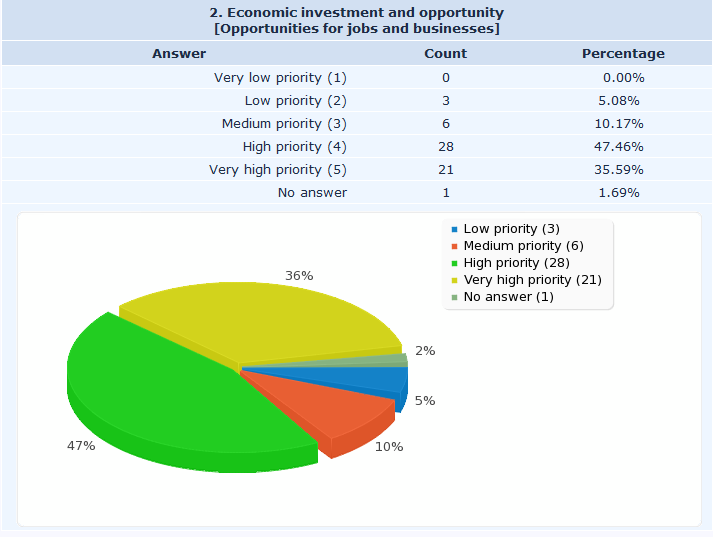 2. Economic investment and opportunity
[Opportunities for jobs and businesses]
Answer Count Percentage
Very low priority (1) 0 0.00%
Low priority (2) 3 5.08%
Medium priority (3) 6 10.17%
High priority (4) 28 47.46%
Very high priority (5) 21 35.59%
No answer 1 1.69%
Low priority (3)
Medium priority (6)
High priority (28)
Very high priority (21)
No answer (1)
36%
2%
5%
47%
10%